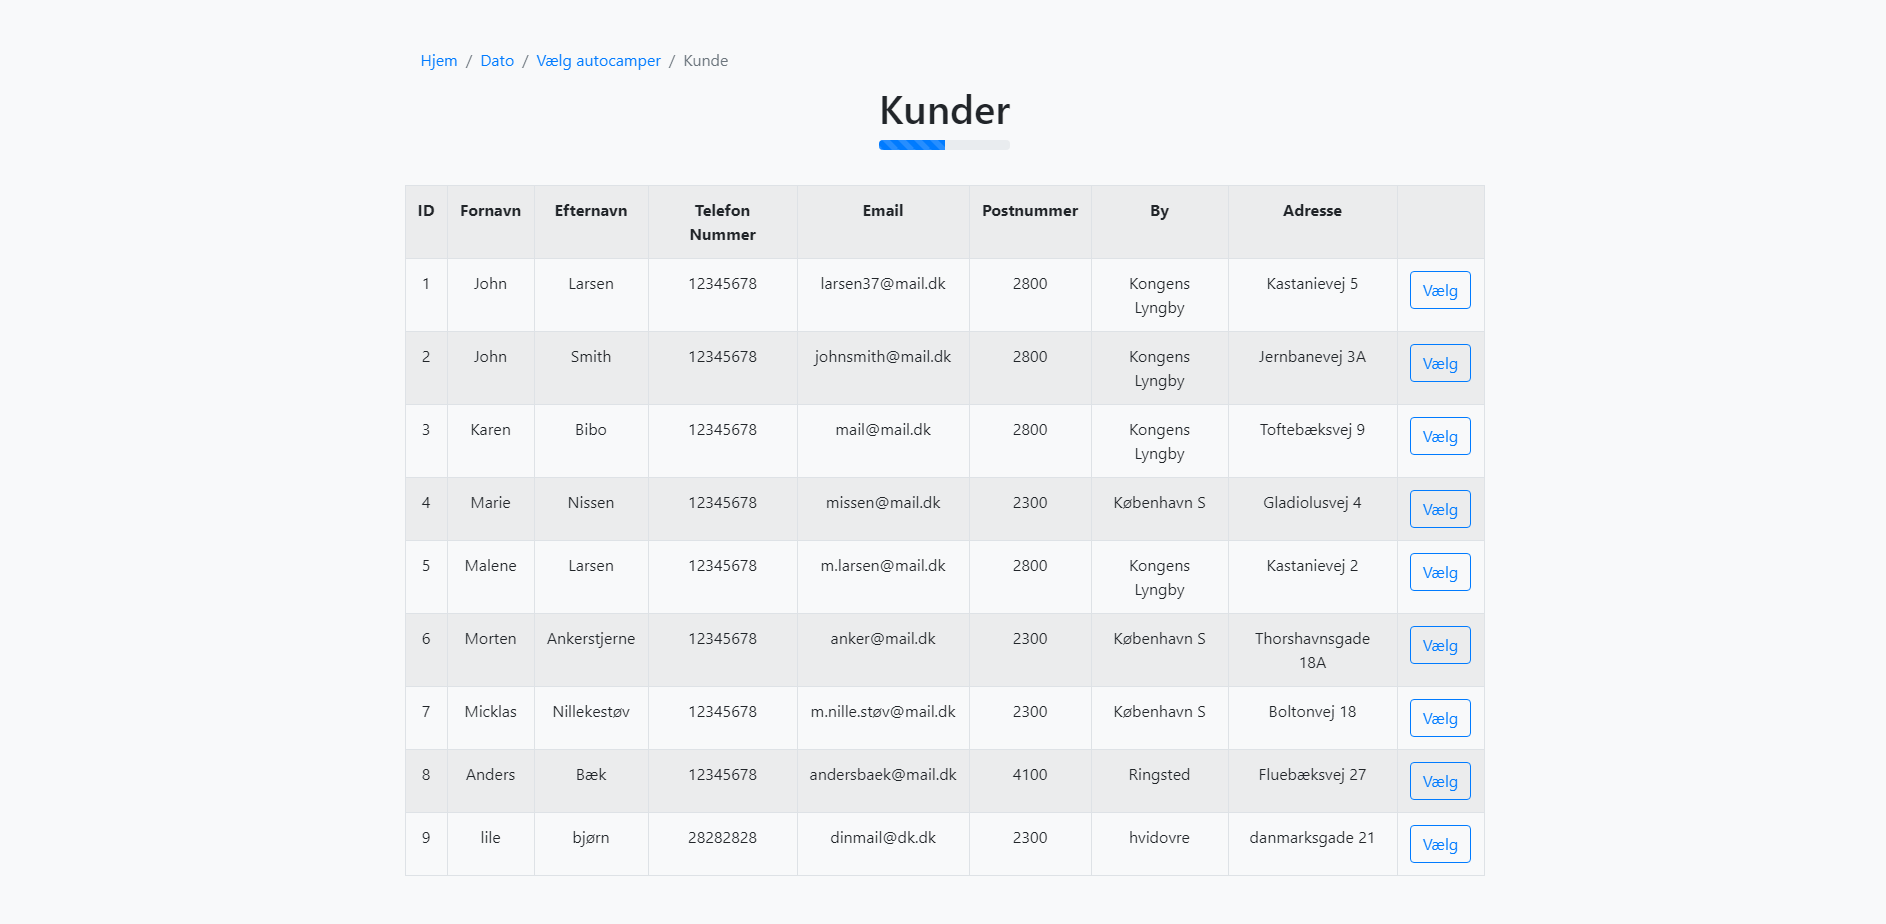 Hjem / Dato / Vælg autocamper / Kunde
Kunder
ID Fornavn Efternavn Telefon Nummer Email Postnummer By Adresse
1 John Larsen 12345678 larsen37@mail.dk 2800 Kongens Lyngby Kastanievej 5 Vælg
2 John Smith 12345678 johnsmith@mail.dk 2800 Kongens Lyngby Jernbanevej 3A Vælg
3 Karen Bibo 12345678 mail@mail.dk 2800 Kongens Lyngby Toftebæksvej 9 Vælg
4 Marie Nissen 12345678 missen@mail.dk 2300 København S Gladiolusvej 4 Vælg
5 Malene Larsen 12345678 m.larsen@mail.dk 2800 Kongens Lyngby Kastanievej 2 Vælg
6 Morten Ankerstjerne 12345678 anker@mail.dk 2300 København S Thorshavnsgade 18A Vælg
7 Micklas Nillekestøv 12345678 m.nille.støv@mail.dk 2300 København S Boltonvej 18 Vælg
8 Anders Bæk 12345678 andersbaek@mail.dk 4100 Ringsted Fluebæksvej 27 Vælg
9 lile bjørn 28282828 dinmail@dk.dk 2300 hvidovre danmarksgade 21 Vælg